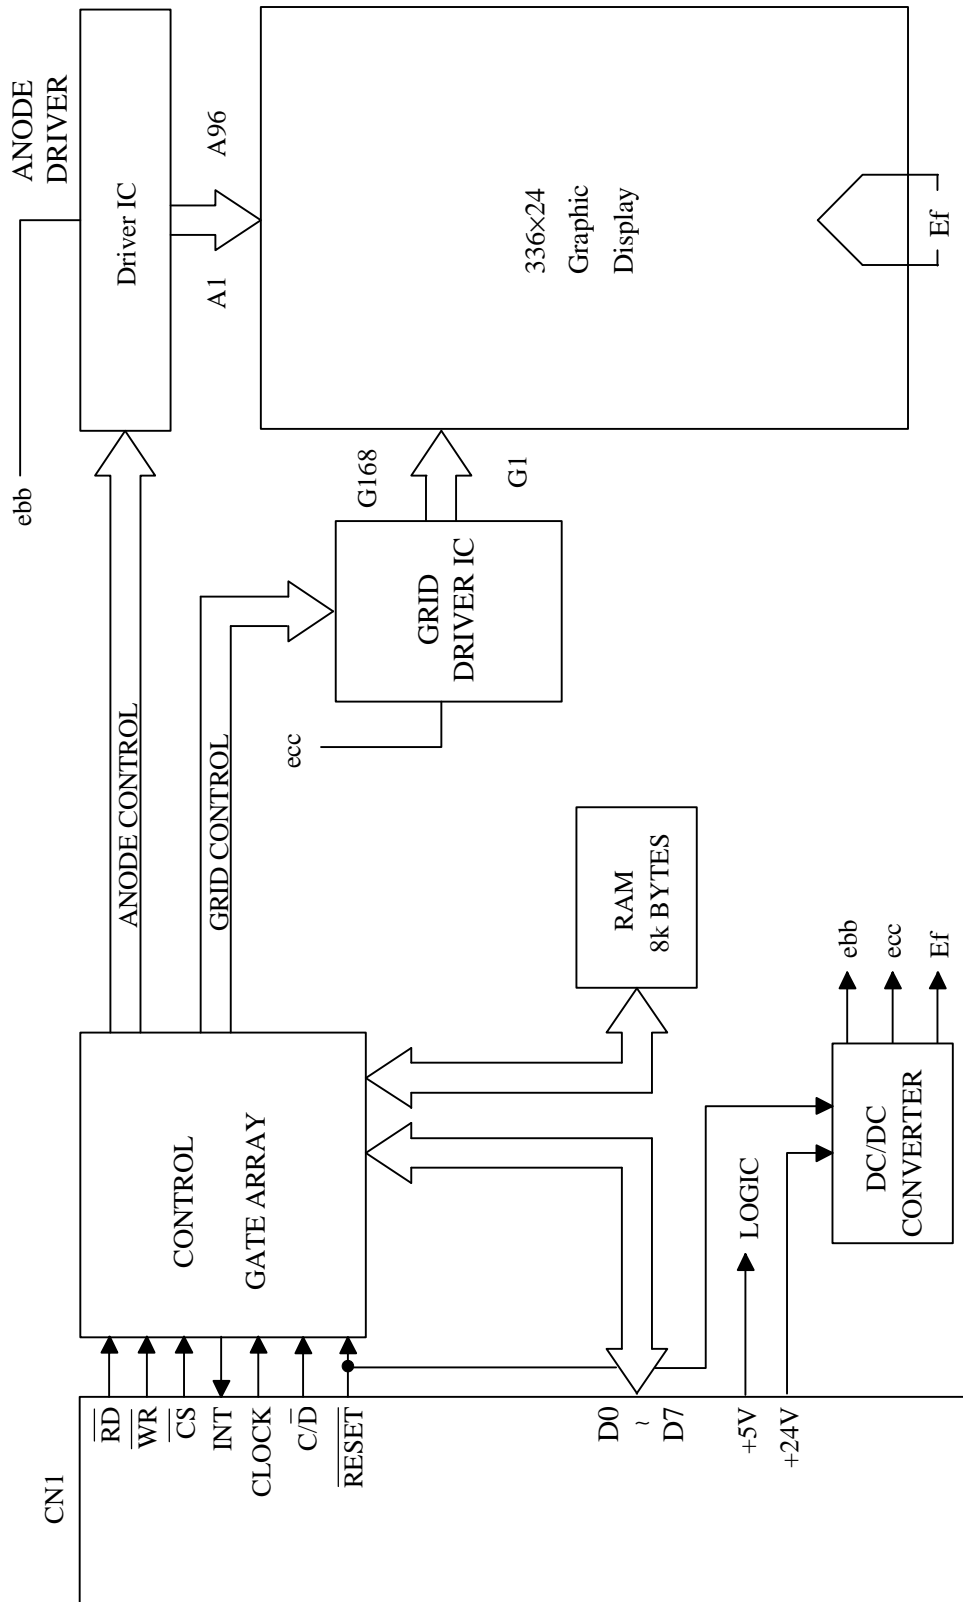 CN1
RD
WR
CS
INT
CLOCK
C/D
RESET
D0
~
D7
+5V
+24V
CONTROL
GATE ARRAY
LOGIC
DC/DC
CONVERTER
ebb
ecc
Ef
RAM
8k BYTES
ANODE CONTROL
GRID CONTROL
ecc
GRID
DRIVER IC
G168
G1
ebb
ANODE
DRIVER
Driver IC
A1
A96
336×24
Graphic
Display
Ef